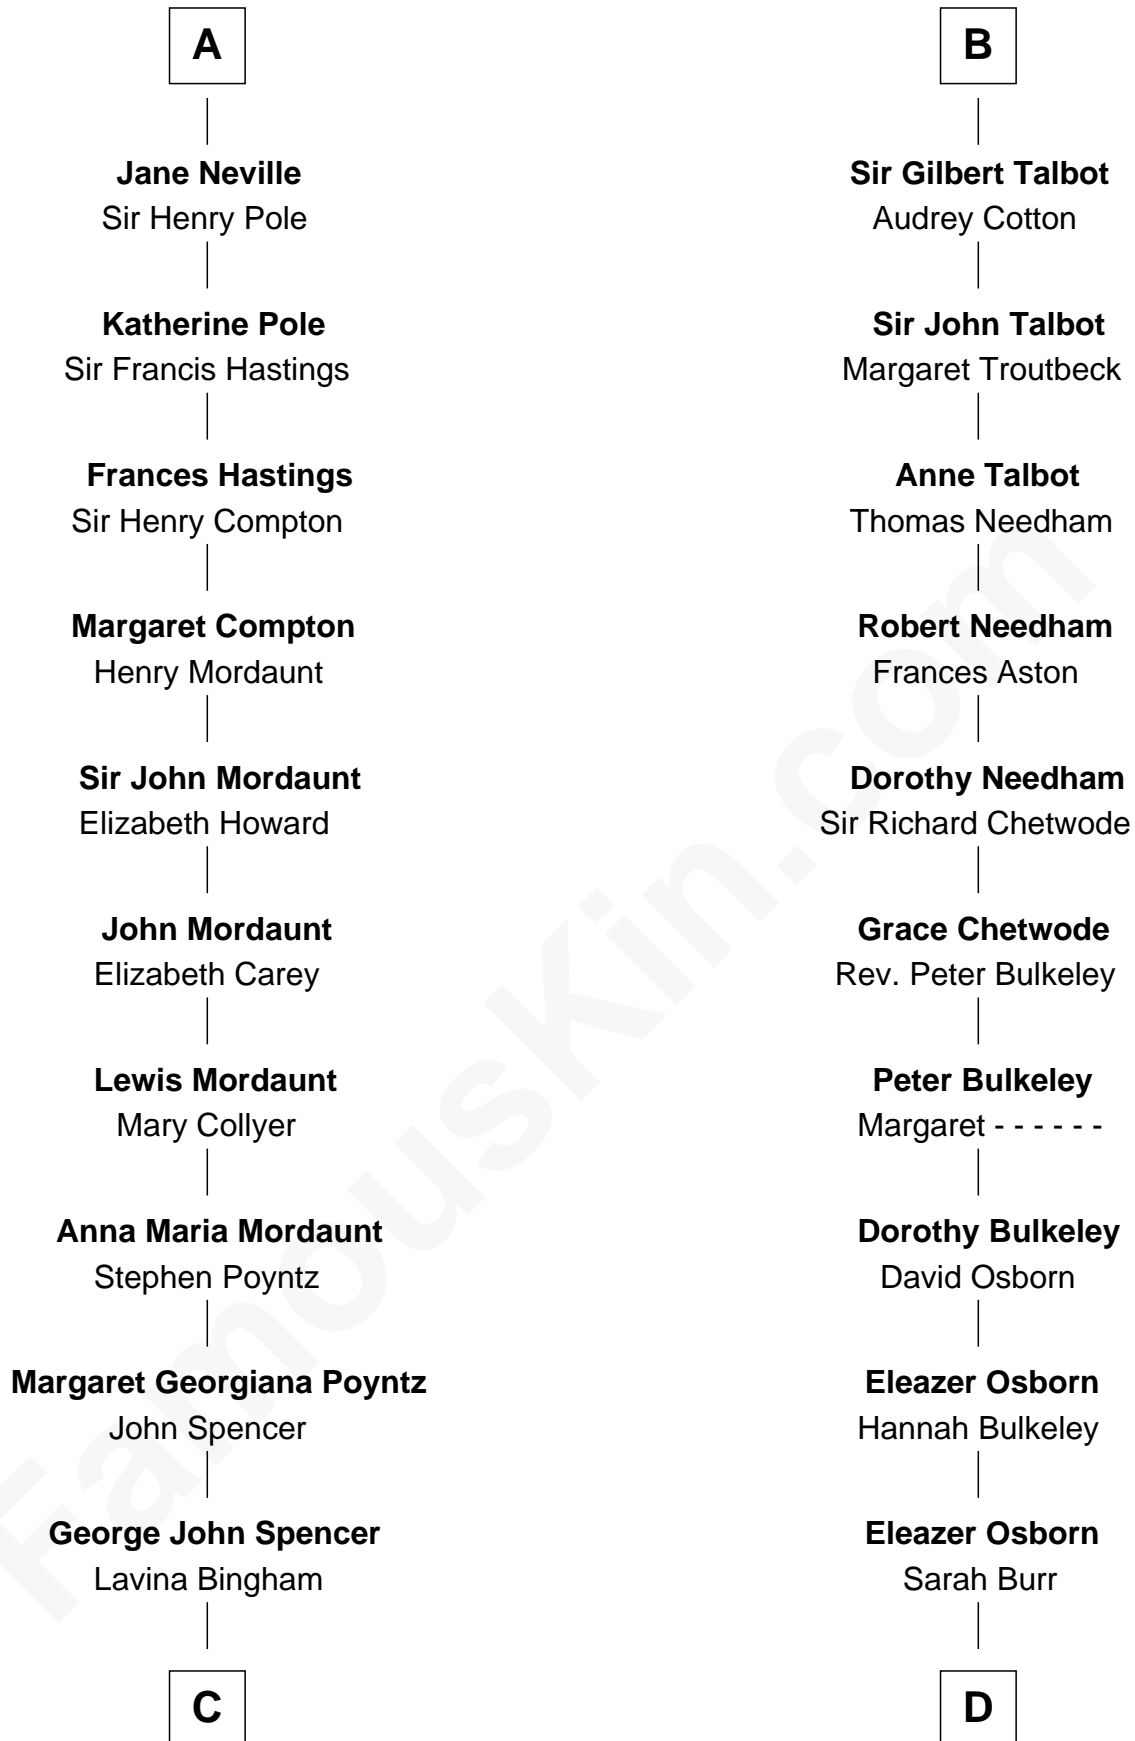 A
Jane Neville
Sir Henry Pole
Katherine Pole
Sir Francis Hastings
Frances Hastings
Sir Henry Compton
Margaret Compton
Henry Mordaunt
Sir John Mordaunt
Elizabeth Howard
John Mordaunt
Elizabeth Carey
Lewis Mordaunt
Mary Collyer
Anna Maria Mordaunt
Stephen Poyntz
Margaret Georgiana Poyntz
John Spencer
George John Spencer
Lavina Bingham
C
B
Sir Gilbert Talbot
Audrey Cotton
Sir John Talbot
Margaret Troutbeck
Anne Talbot
Thomas Needham
Robert Needham
Frances Aston
Dorothy Needham
Sir Richard Chetwode
Grace Chetwode
Rev. Peter Bulkeley
Peter Bulkeley
Margaret - - - - - -
Dorothy Bulkeley
David Osborn
Eleazer Osborn
Hannah Bulkeley
Eleazer Osborn
Sarah Burr
D
FamousKin.com